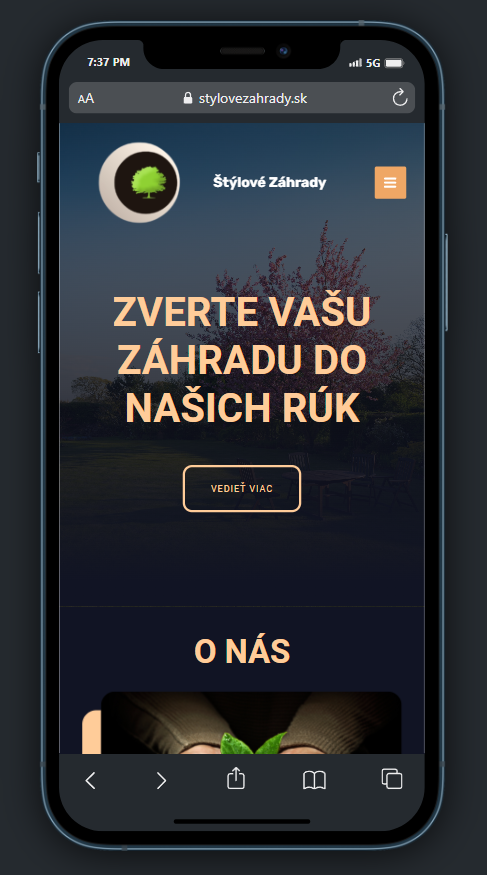 7:37 PM
5G
AA
stylovezahrady.sk
Štýlové Záhrady
ZVERTE VAŠU
ZÁHRADU DO
NAŠICH RÚK
VEDIEŤ VIAC
O NÁS